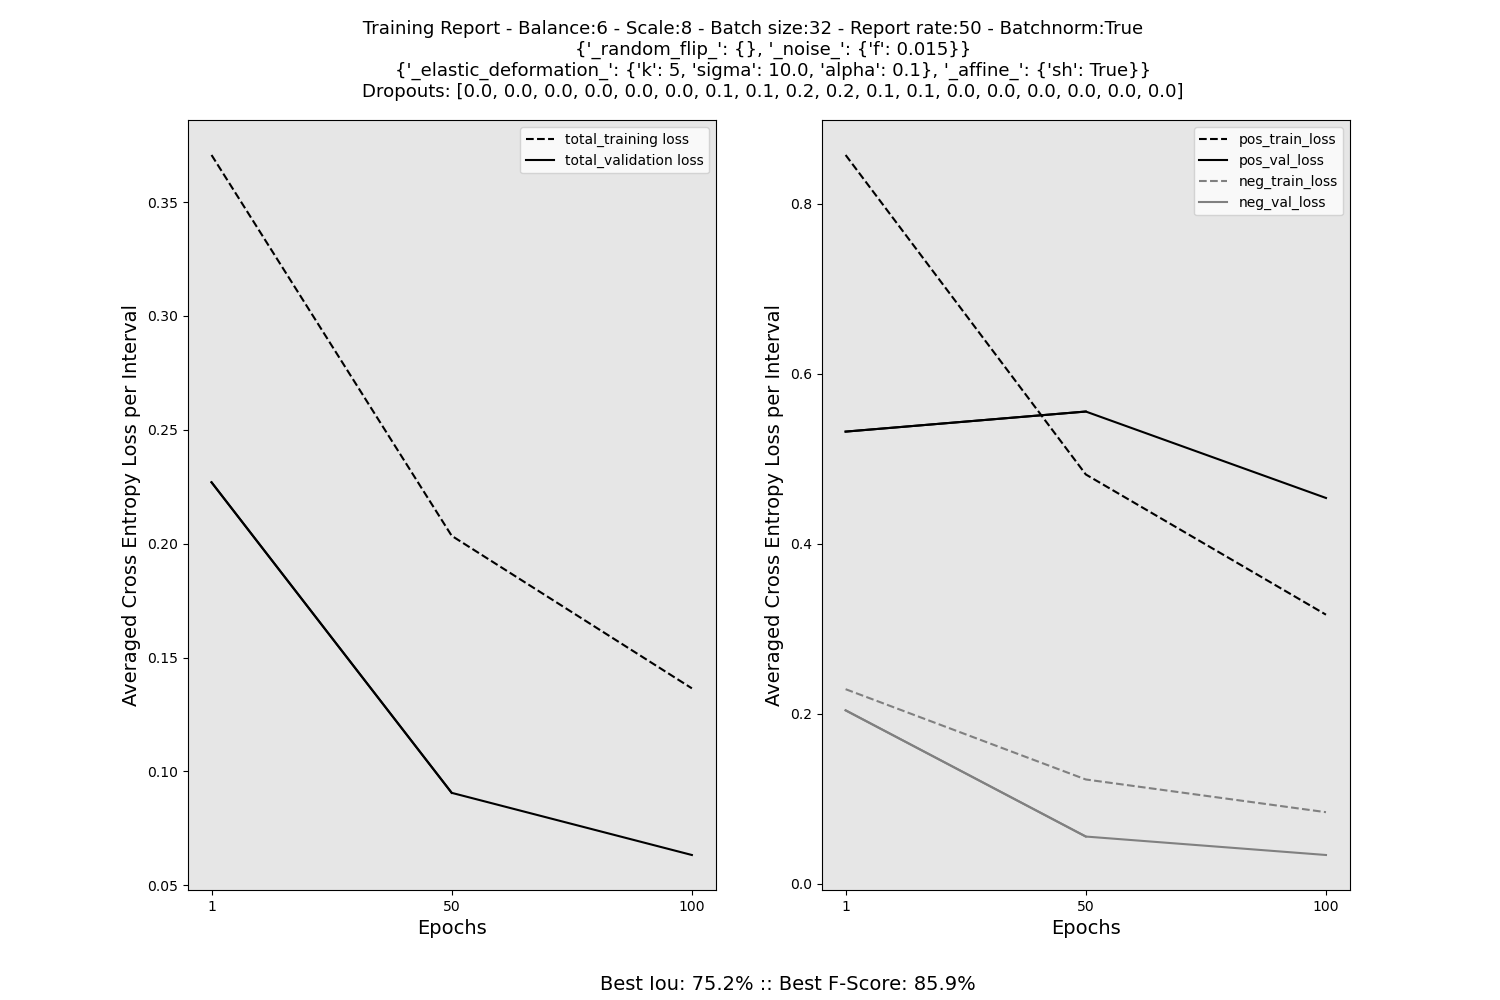 Training Report - Balance:6 - Scale:8 - Batch size:32 - Report rate:50 - Batchnorm:True
{'_random_flip_': {}, '_noise_': {'f': 0.015}}
{'_elastic_deformation_': {'k': 5, 'sigma': 10.0, 'alpha': 0.1}, '_affine_': {'sh': True}}
Dropouts: [0.0, 0.0, 0.0, 0.0, 0.0, 0.0, 0.1, 0.1, 0.2, 0.2, 0.1, 0.1, 0.0, 0.0, 0.0, 0.0, 0.0, 0.0]
total_training loss
total_validation loss
Averaged Cross Entropy Loss per Interval
0.35
0.30
0.25
0.20
0.15
0.10
0.05
1 50 100
Epochs
pos_train_loss
pos_val_loss
neg_train_loss
neg_val_loss
Averaged Cross Entropy Loss per Interval
0.8
0.6
0.4
0.2
0.0
1 50 100
Epochs
Best Iou: 75.2% :: Best F-Score: 85.9%